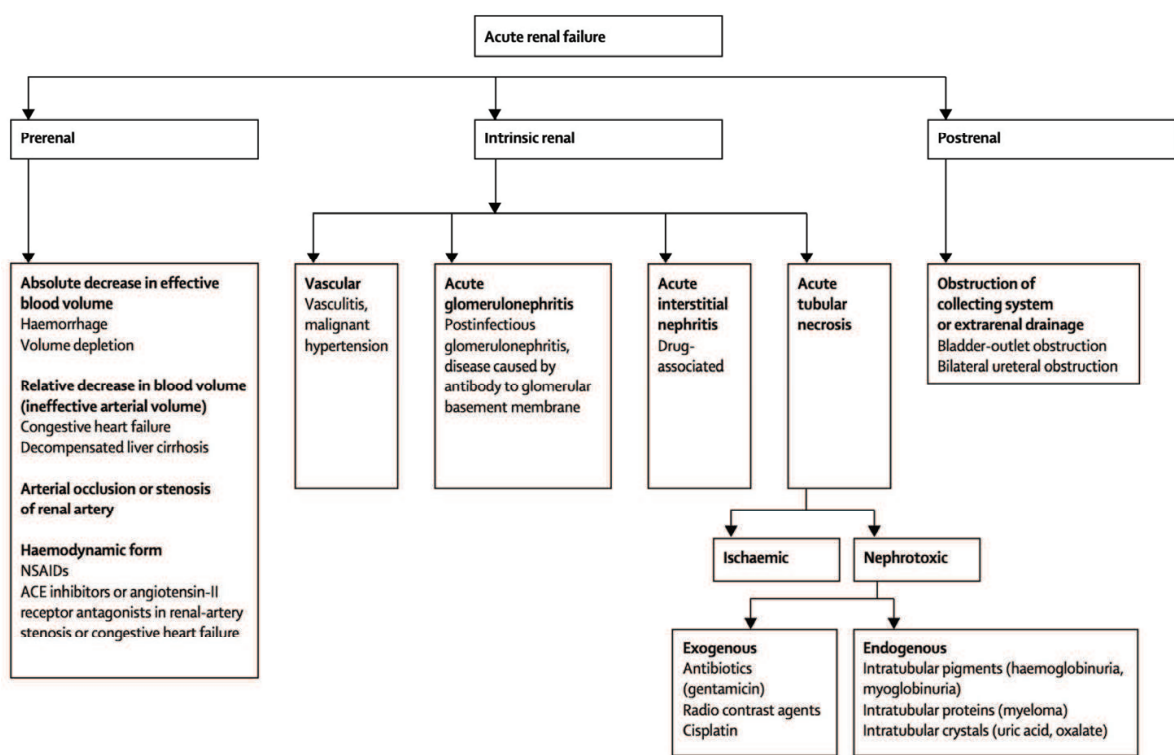 Acute renal failure
Prerenal
Intrinsic renal
Postrenal
Absolute decrease in effective
blood volume
Haemorrhage
Volume depletion
Relative decrease in blood volume
(ineffective arterial volume)
Congestive heart failure
Decompensated liver cirrhosis
Arterial occlusion or stenosis
of renal artery
Haemodynamic form
NSAIDs
ACE inhibitors or angiotensin-II
receptor antagonists in renal-artery
stenosis or congestive heart failure
Vascular
Vasculitis,
malignant
hypertension
Acute
glomerulonephritis
Postinfectious
glomerulonephritis,
disease caused by
antibody to glomerular
basement membrane
Acute
interstitial
nephritis
Drug-
associated
Acute
tubular
necrosis
Obstruction of
collecting system
or extrarenal drainage
Bladder-outlet obstruction
Bilateral ureteral obstruction
Ischaemic
Nephrotoxic
Exogenous
Antibiotics
(gentamicin)
Radio contrast agents
Cisplatin
Endogenous
Intratubular pigments (haemoglobinuria,
myoglobinuria)
Intratubular proteins (myeloma)
Intratubular crystals (uric acid, oxalate)